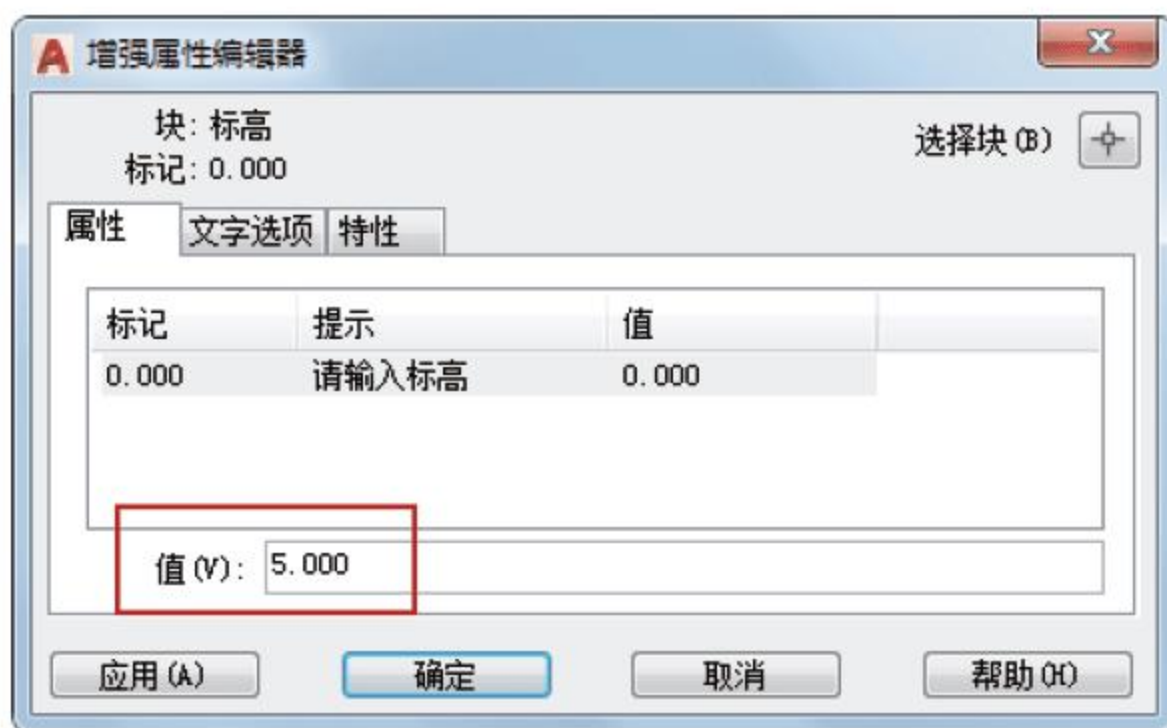 增强属性编辑器
块: 标高
标记: 0.000
选择块(B)
属性 文字选项 特性
标记 提示 值
0.000 请输入标高 0.000
值(V): 5.000
应用(A) 确定 取消 帮助(H)